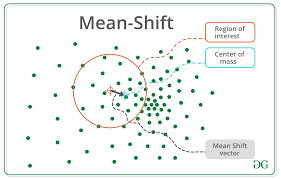 Mean-Shift
Region of
interest
Center of
mass
Mean Shift
vector